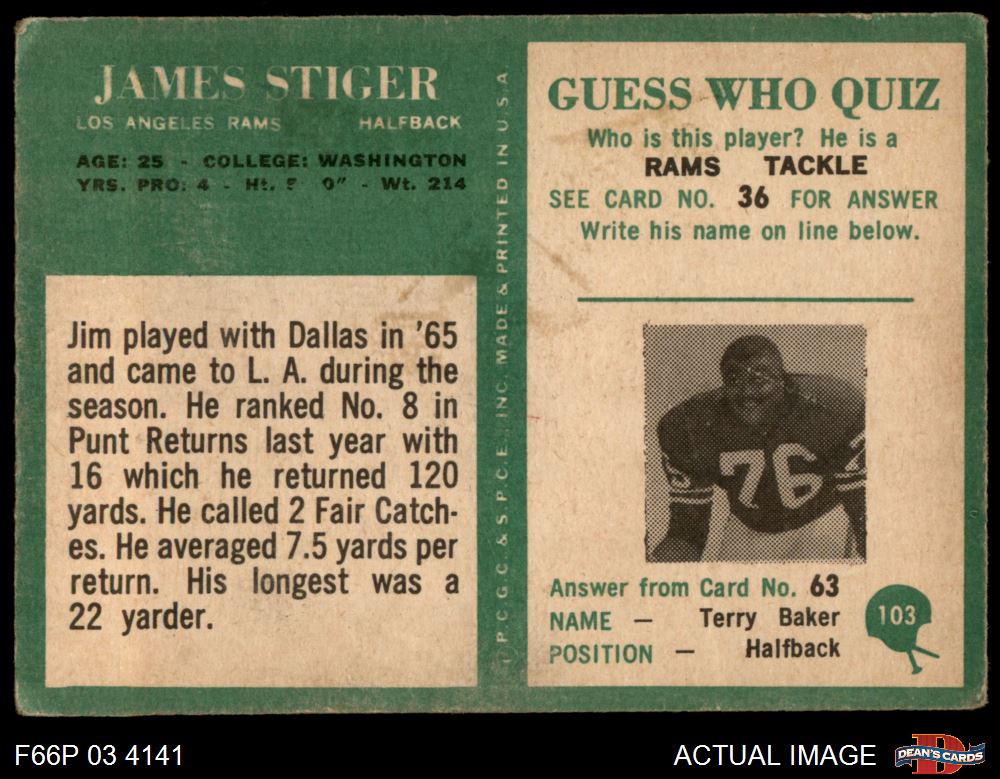 JAMES STIGER
LOS ANGELES RAMS HALFBACK
AGE: 25 - COLLEGE: WASHINGTON
YRS. PRO: 4 - Ht. 0" - Wt. 214
Jim played with Dallas in '65
and came to L. A. during the
season. He ranked No. 8 in
Punt Returns last year with
16 which he returned 120
yards. He called 2 Fair Catch-
es. He averaged 7.5 yards per
return. His longest was a
22 yarder.
P.C.G.C. & S.P.C.E., INC. MADE & PRINTED IN U.S.A.
GUESS WHO QUIZ
Who is this player? He is a
RAMS TACKLE
SEE CARD NO. 36 FOR ANSWER
Write his name on line below.
76
Answer from Card No. 63
NAME — Terry Baker
POSITION — Halfback
103
F66P 03 4141
ACTUAL IMAGE
DEAN'S CARDS